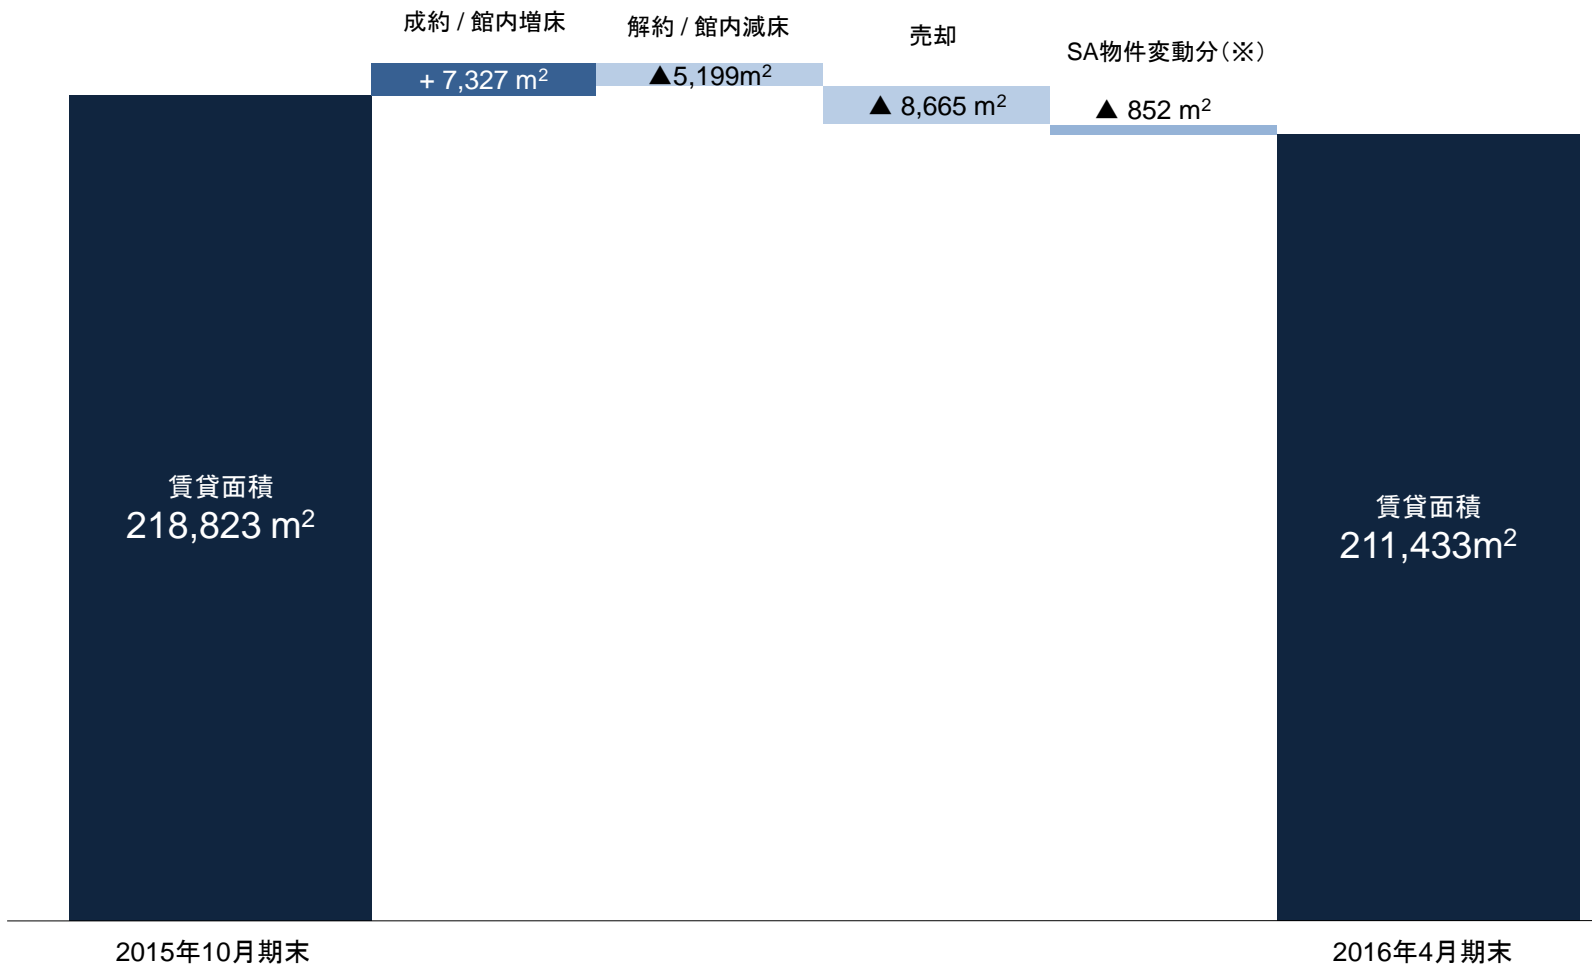 成約 / 館内増床
解約 / 館内減床
売却
SA物件変動分(※)
+ 7,327 m²
▲5,199m²
▲ 8,665 m²
▲ 852 m²
賃貸面積
218,823 m²
賃貸面積
211,433m²
2015年10月期末
2016年4月期末